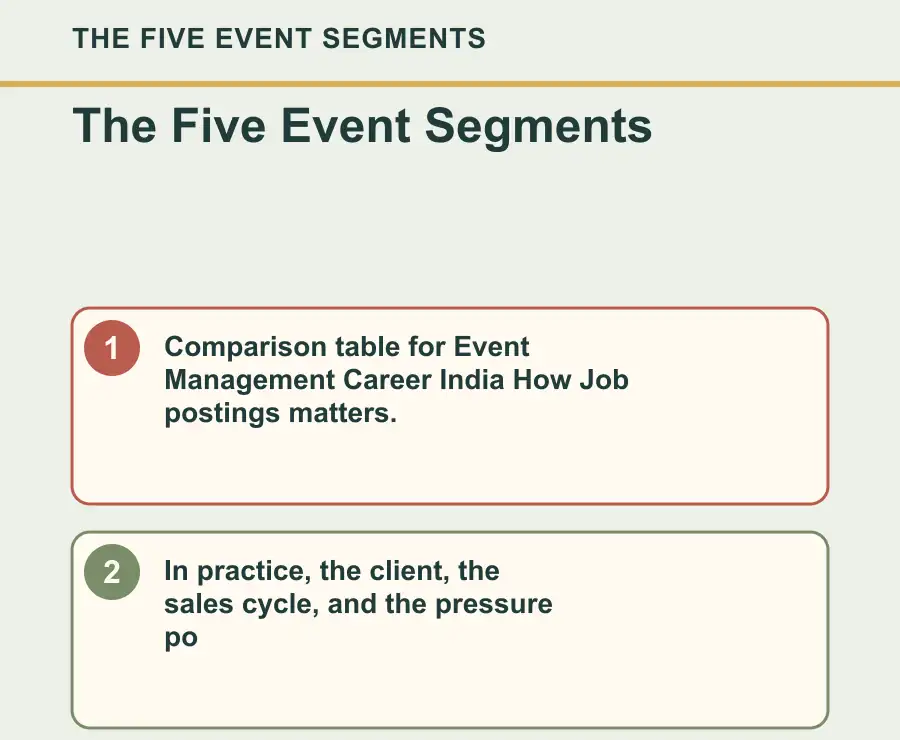 THE FIVE EVENT SEGMENTS
The Five Event Segments
1
Comparison table for Event
Management Career India How Job
postings matters.
2
In practice, the client, the
sales cycle, and the pressure
po